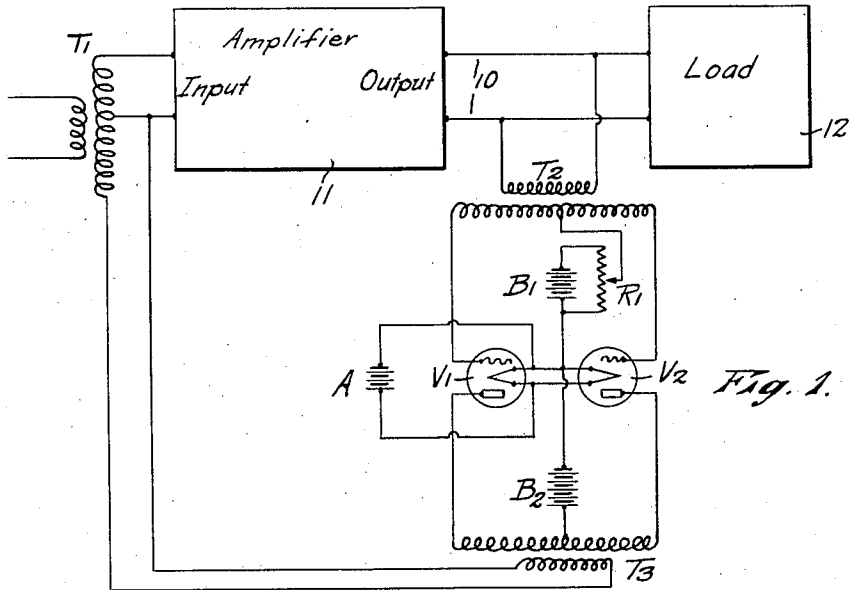 T1
Amplifier
Input
Output
10
11
Load
12
T2
B1
R1
A
V1
V2
Fig. 1.
B2
T3